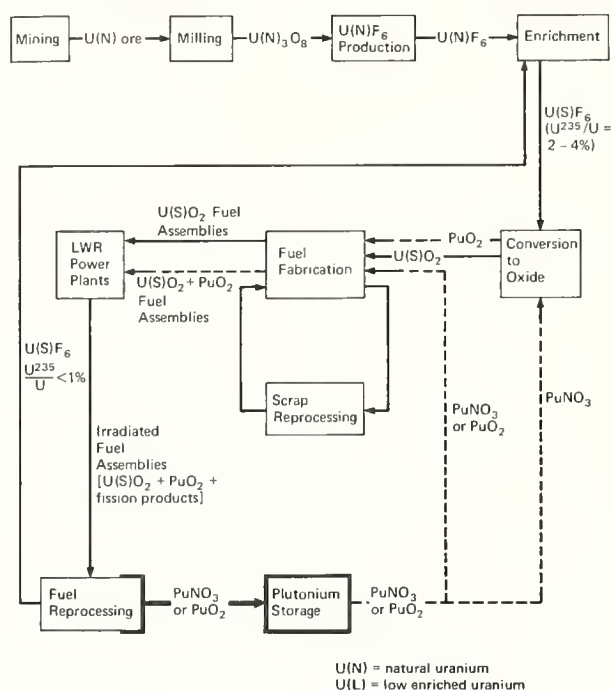 Mining
U(N) ore
Milling
U(N)₃O₈
U(N)F₆
Production
U(N)F₆
Enrichment
U(S)F₆
(U²³⁵/U =
2 – 4%)
U(S)O₂ Fuel
Assemblies
LWR
Power
Plants
U(S)O₂ + PuO₂
Fuel
Assemblies
Fuel
Fabrication
PuO₂
U(S)O₂
Conversion
to
Oxide
U(S)F₆
U²³⁵
U
<1%
Scrap
Reprocessing
PuNO₃
or PuO₂
PuNO₃
Irradiated
Fuel
Assemblies
[U(S)O₂ + PuO₂ +
fission products]
Fuel
Reprocessing
PuNO₃
or PuO₂
Plutonium
Storage
PuNO₃
or PuO₂
U(N) = natural uranium
U(L) = low enriched uranium